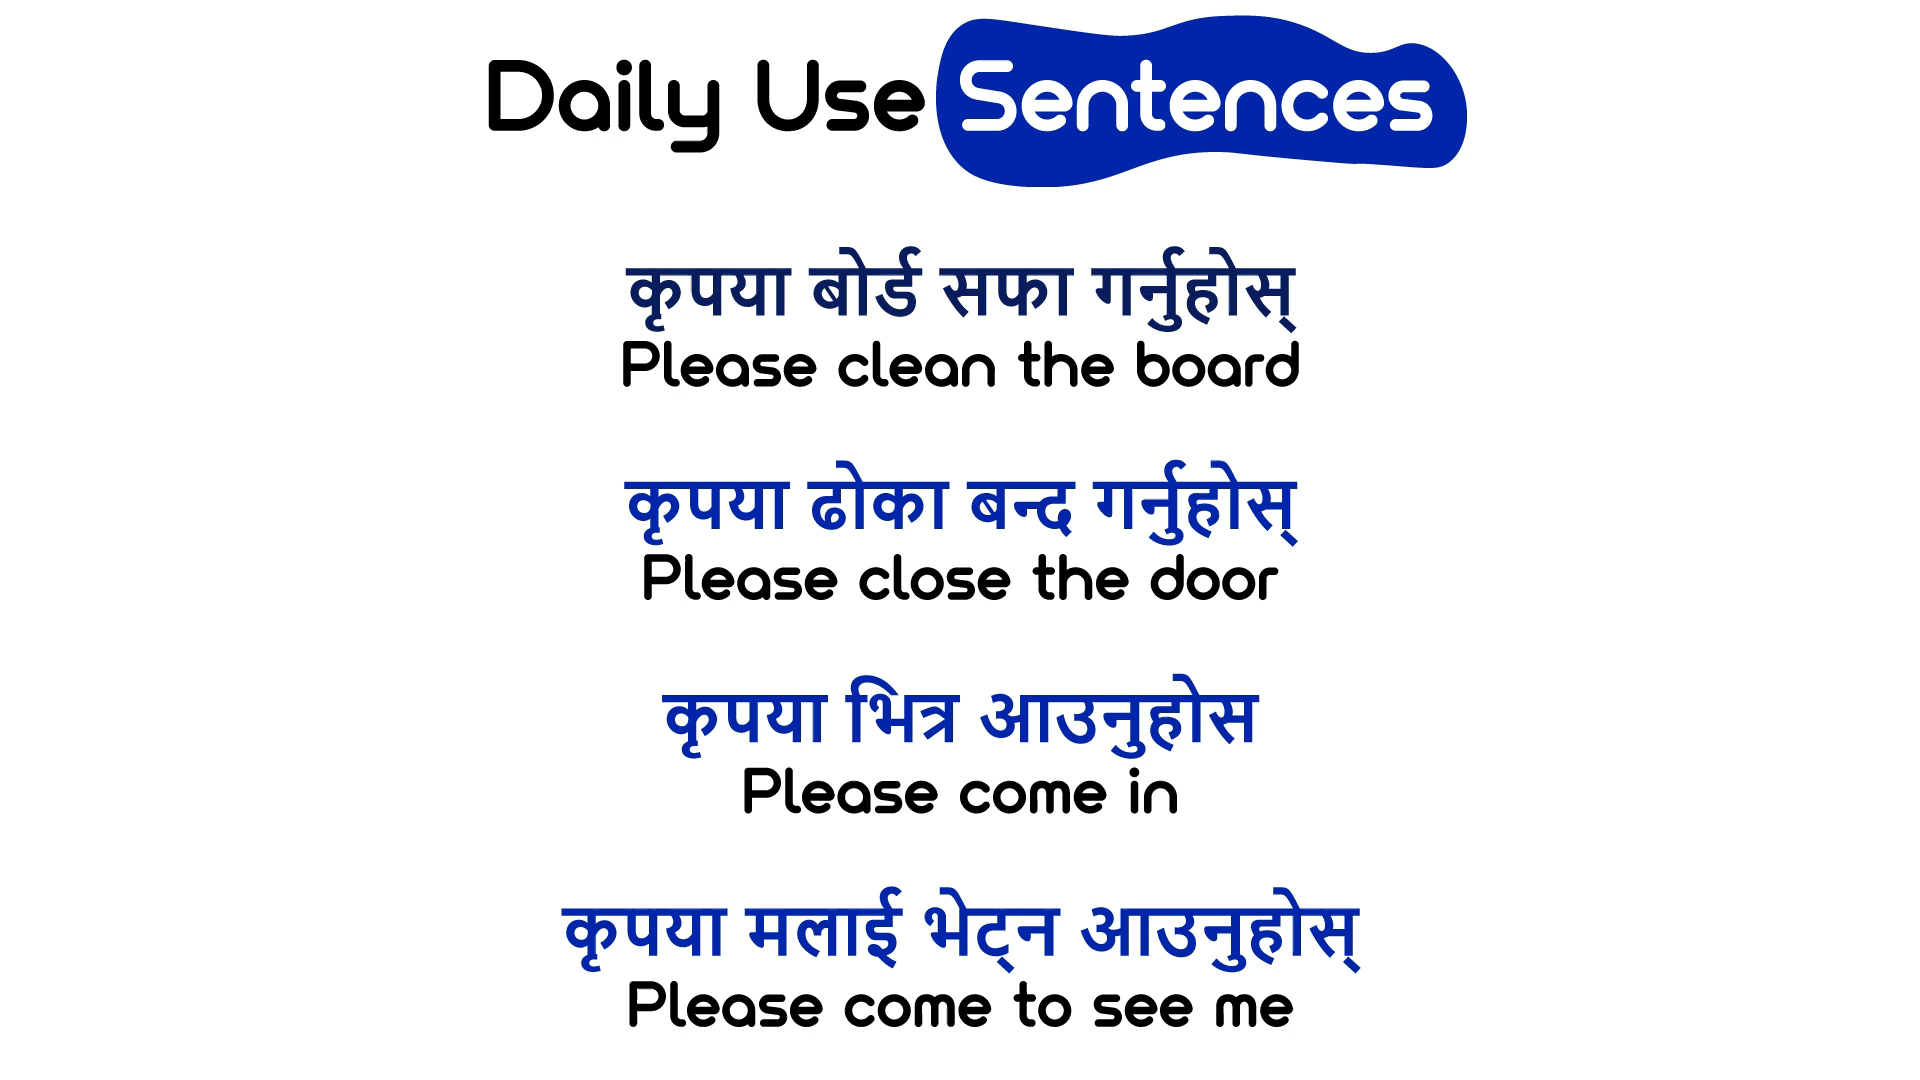 Daily Use Sentences
कृपया बोर्ड सफा गर्नुहोस्
Please clean the board
कृपया ढोका बन्द गर्नुहोस्
Please close the door
कृपया भित्र आउनुहोस
Please come in
कृपया मलाई भेट्न आउनुहोस्
Please come to see me